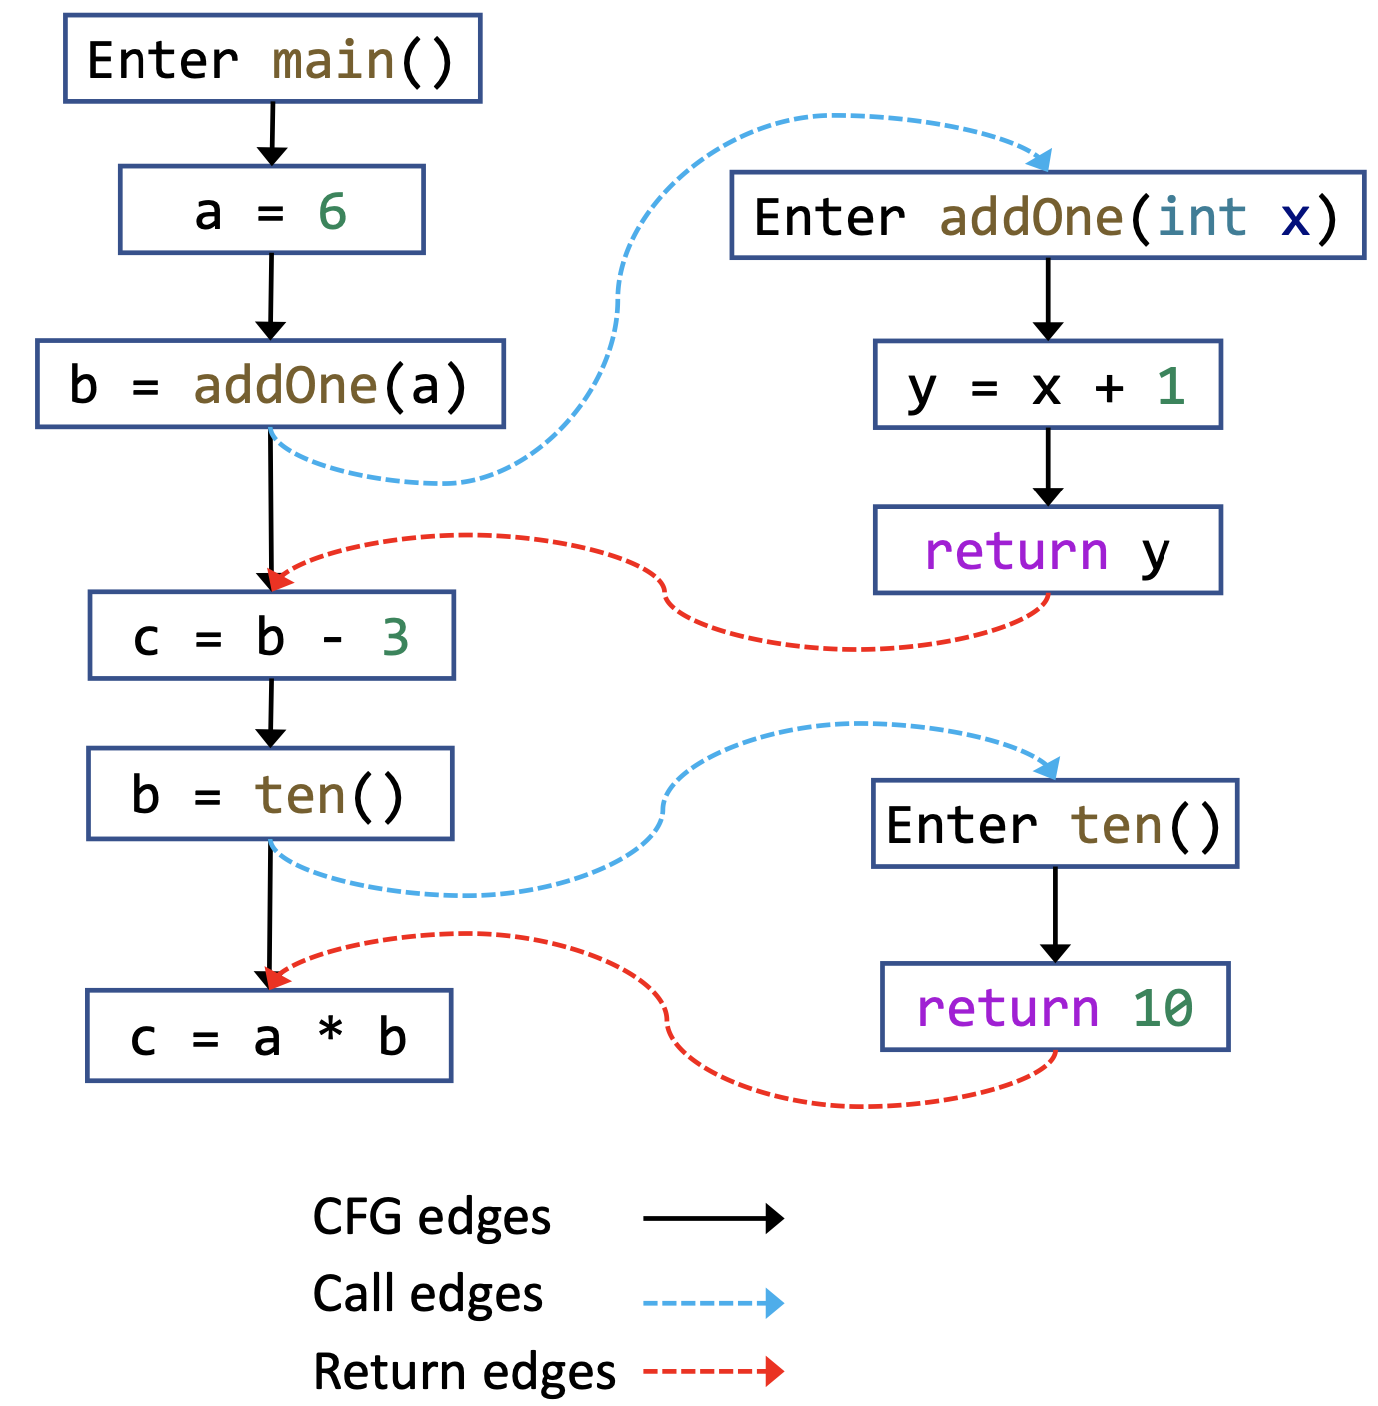 Enter main()
a = 6
b = addOne(a)
c = b - 3
b = ten()
c = a * b
Enter addOne(int x)
y = x + 1
return y
Enter ten()
return 10
CFG edges
Call edges
Return edges